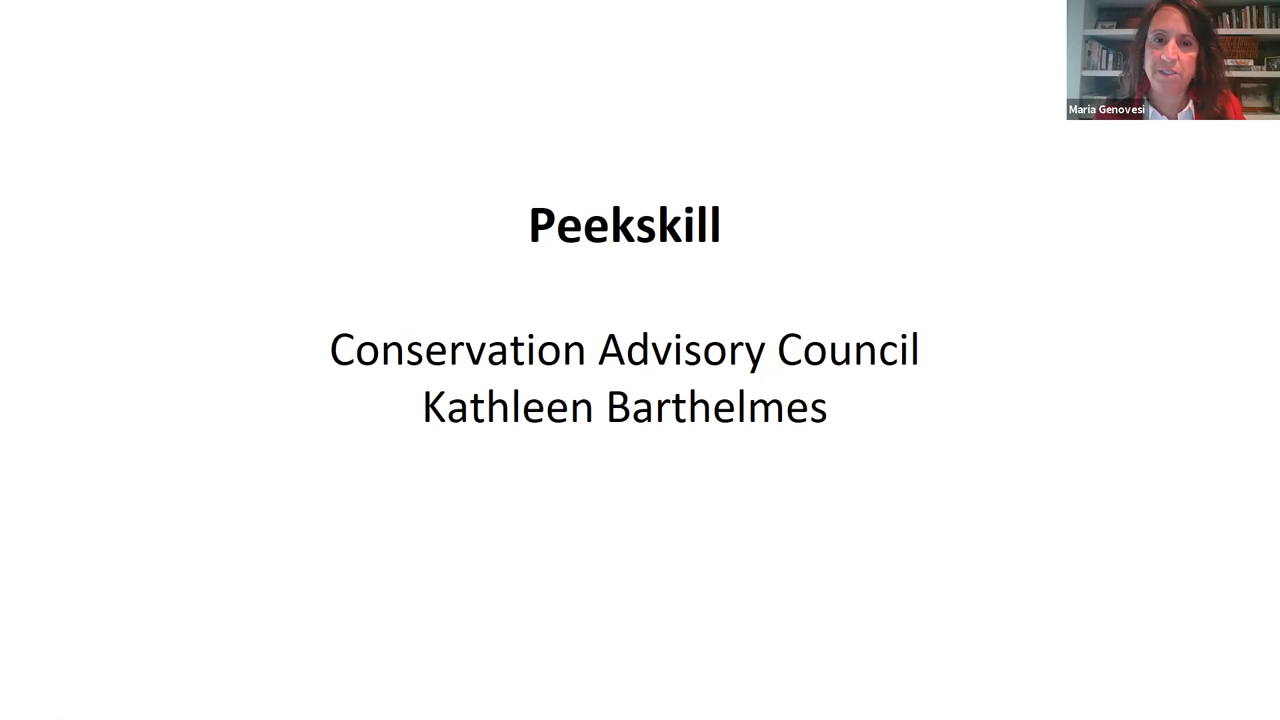 Maria Genovesi
Peekskill
Conservation Advisory Council
Kathleen Barthelmes